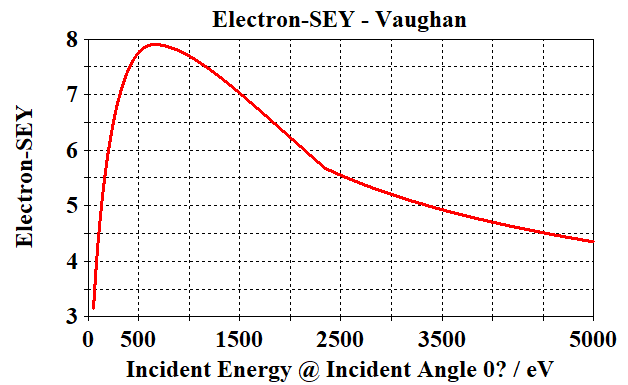 Electron-SEY - Vaughan
8
7
6
5
4
3
Electron-SEY
0 500 1500 2500 3500 5000
Incident Energy @ Incident Angle 0? / eV